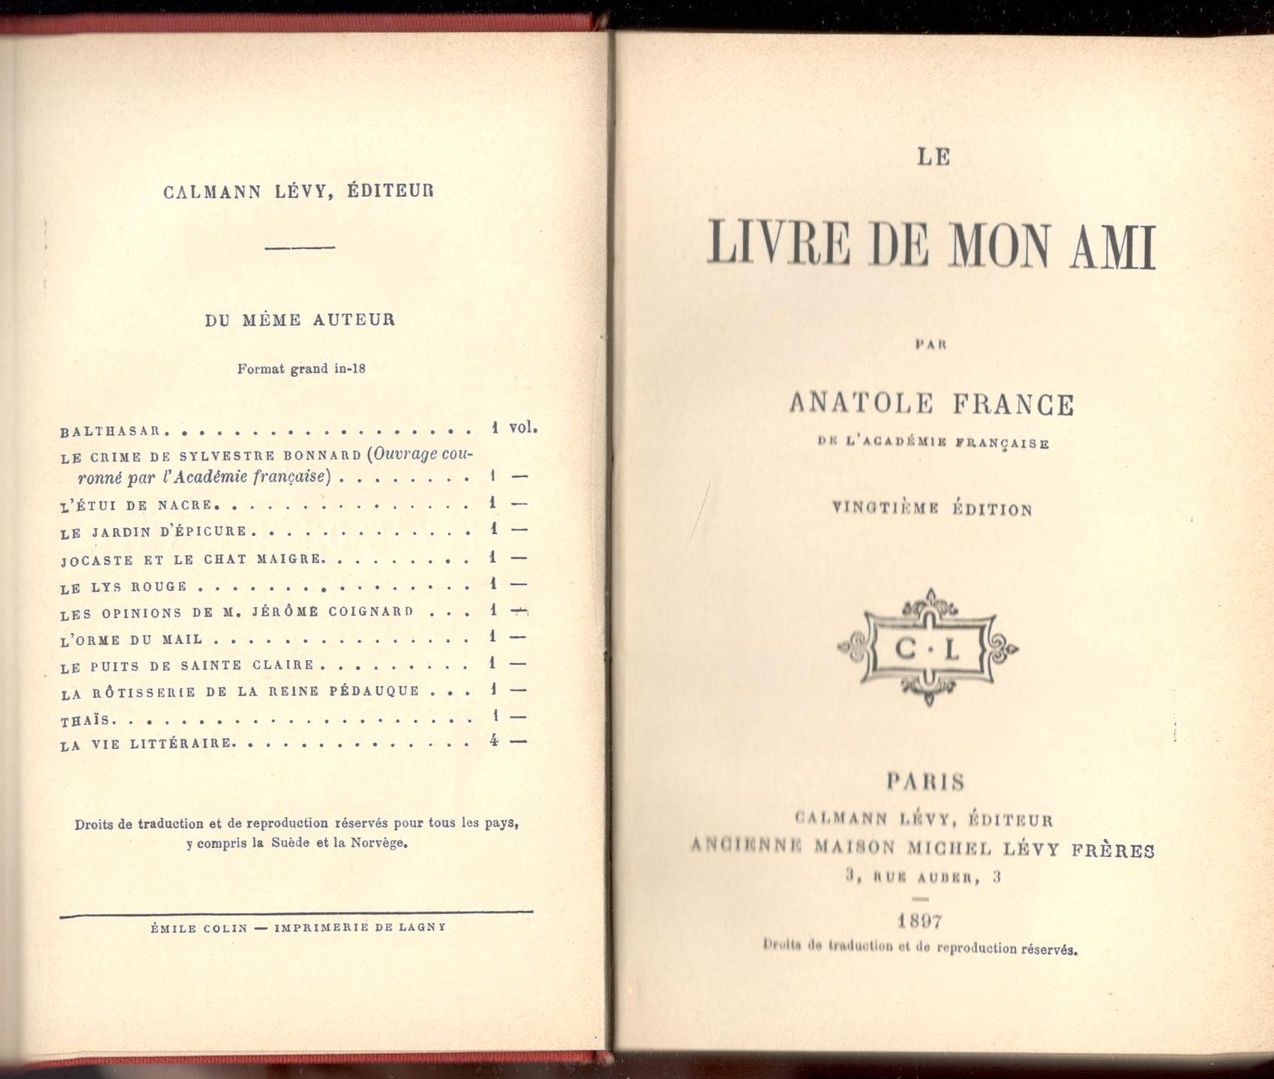 CALMANN LÉVY, ÉDITEUR
DU MÊME AUTEUR
Format grand in-18
BALTHASAR. . . . . . . . . . . . . . . . . . 1 vol.
LE CRIME DE SYLVESTRE BONNARD (Ouvrage cou-
ronné par l'Académie française) . . . . . . . . 1 —
L'ÉTUI DE NACRE. . . . . . . . . . . . . . . 1 —
LE JARDIN D'ÉPICURE. . . . . . . . . . . . . 1 —
JOCASTE ET LE CHAT MAIGRE. . . . . . . . . 1 —
LE LYS ROUGE . . . . . . . . . . . . . . . . 1 —
LES OPINIONS DE M. JÉRÔME COIGNARD . . . 1 —
L'ORME DU MAIL . . . . . . . . . . . . . . . 1 —
LE PUITS DE SAINTE CLAIRE . . . . . . . . . 1 —
LA RÔTISSERIE DE LA REINE PÉDAUQUE . . . 1 —
THAÏS. . . . . . . . . . . . . . . . . . . . . 1 —
LA VIE LITTÉRAIRE. . . . . . . . . . . . . . 4 —
Droits de traduction et de reproduction réservés pour tous les pays,
y compris la Suède et la Norvège.
ÉMILE COLIN — IMPRIMERIE DE LAGNY
LE
LIVRE DE MON AMI
PAR
ANATOLE FRANCE
DE L'ACADÉMIE FRANÇAISE
VINGTIÈME ÉDITION
C · L
PARIS
CALMANN LÉVY, ÉDITEUR
ANCIENNE MAISON MICHEL LÉVY FRÈRES
3, RUE AUBER, 3
1897
Droits de traduction et de reproduction réservés.